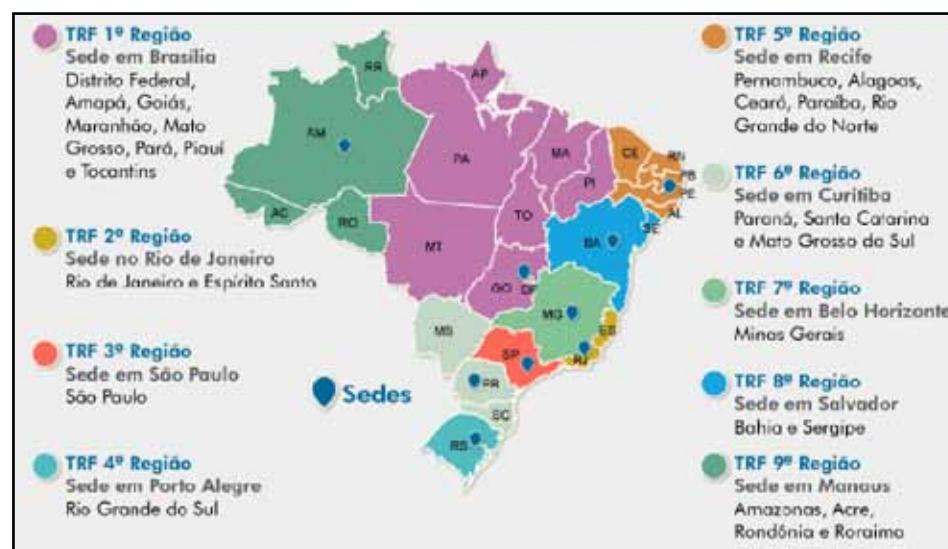 TRF 1ª Região
Sede em Brasília
Distrito Federal,
Amapá, Goiás,
Maranhão, Mato
Grosso, Pará, Piauí
e Tocantins
TRF 2ª Região
Sede no Rio de Janeiro
Rio de Janeiro e Espírito Santo
TRF 3ª Região
Sede em São Paulo
São Paulo
TRF 4ª Região
Sede em Porto Alegre
Rio Grande do Sul
RR
AP
AM
PA
MA
CE
RN
PB
PE
AL
SE
PI
TO
AC
RO
MT
BA
GO
DF
MG
ES
MS
SP
RJ
PR
SC
RS
Sedes
TRF 5ª Região
Sede em Recife
Pernambuco, Alagoas,
Ceará, Paraíba, Rio
Grande do Norte
TRF 6ª Região
Sede em Curitiba
Paraná, Santa Catarina
e Mato Grosso do Sul
TRF 7ª Região
Sede em Belo Horizonte
Minas Gerais
TRF 8ª Região
Sede em Salvador
Bahia e Sergipe
TRF 9ª Região
Sede em Manaus
Amazonas, Acre,
Rondônia e Roraima